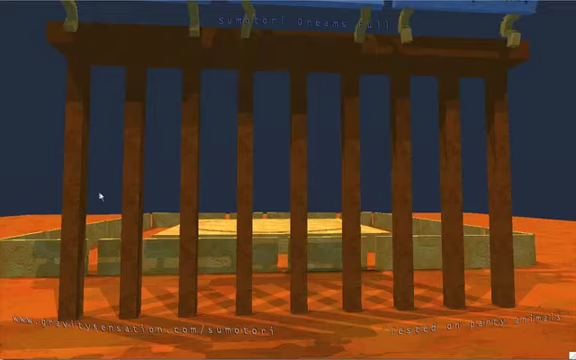 Sumotori Dreams Full
www.gravitysensation.com/sumotori
tested on party animals